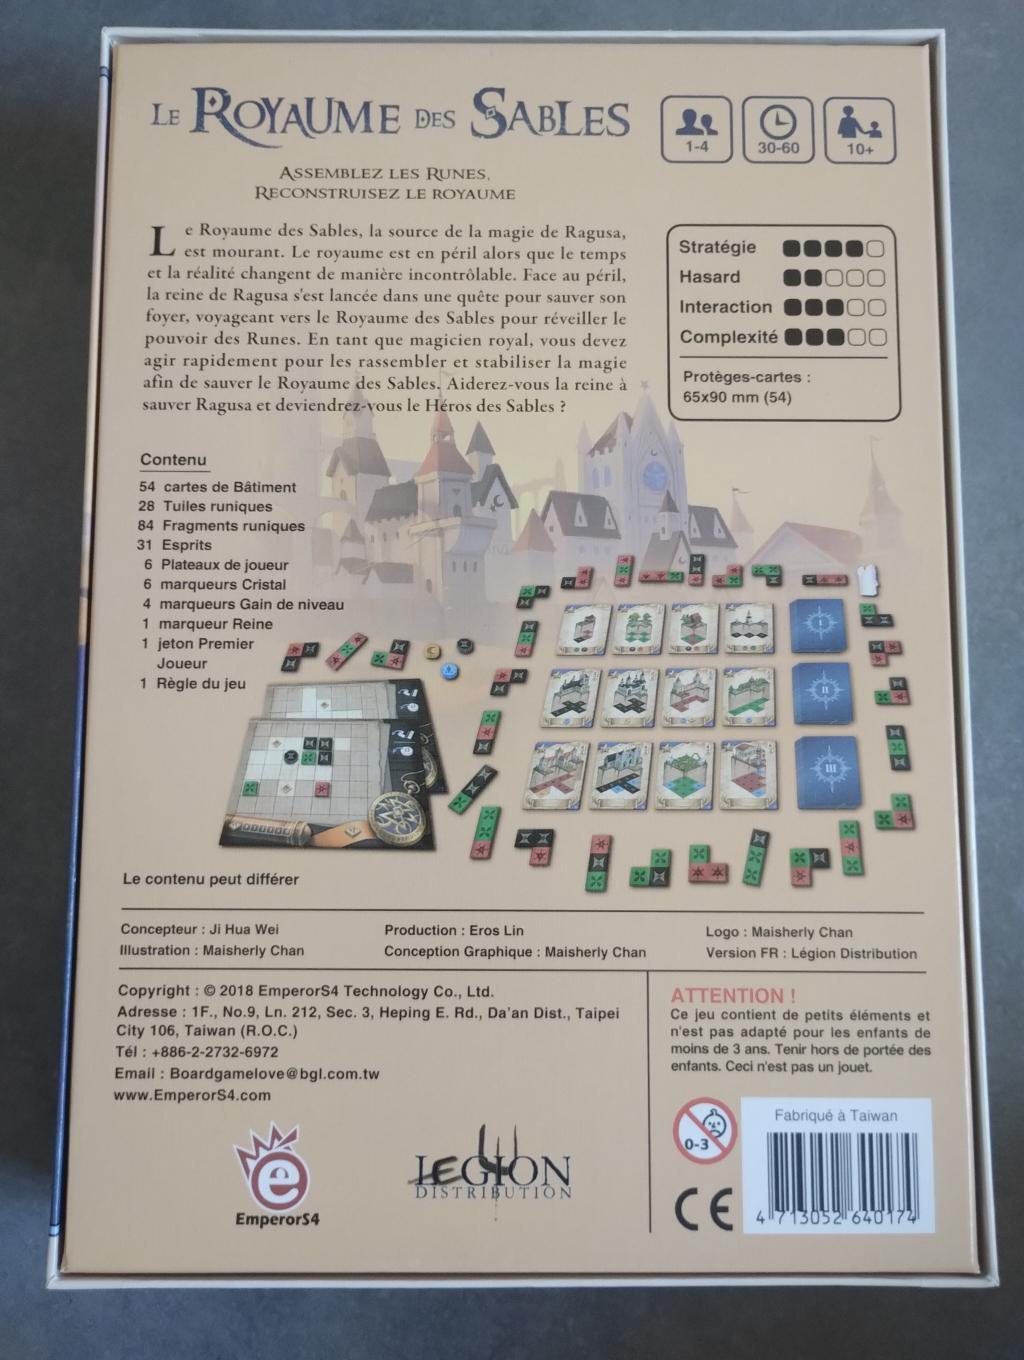 LE ROYAUME DES SABLES
1-4
30-60
10+
ASSEMBLEZ LES RUNES,
RECONSTRUISEZ LE ROYAUME
Le Royaume des Sables, la source de la magie de Ragusa,
est mourant. Le royaume est en péril alors que le temps
et la réalité changent de manière incontrôlable. Face au péril,
la reine de Ragusa s'est lancée dans une quête pour sauver son
foyer, voyageant vers le Royaume des Sables pour réveiller le
pouvoir des Runes. En tant que magicien royal, vous devez
agir rapidement pour les rassembler et stabiliser la magie
afin de sauver le Royaume des Sables. Aiderez-vous la reine à
sauver Ragusa et deviendrez-vous le Héros des Sables ?
Stratégie
Hasard
Interaction
Complexité
Protèges-cartes :
65x90 mm (54)
Contenu
54 cartes de Bâtiment
28 Tuiles runiques
84 Fragments runiques
31 Esprits
6 Plateaux de joueur
6 marqueurs Cristal
4 marqueurs Gain de niveau
1 marqueur Reine
1 jeton Premier
Joueur
1 Règle du jeu
I
II
III
Le contenu peut différer
Concepteur : Ji Hua Wei
Illustration : Maisherly Chan
Production : Eros Lin
Conception Graphique : Maisherly Chan
Logo : Maisherly Chan
Version FR : Légion Distribution
Copyright : © 2018 EmperorS4 Technology Co., Ltd.
Adresse : 1F., No.9, Ln. 212, Sec. 3, Heping E. Rd., Da'an Dist., Taipei
City 106, Taiwan (R.O.C.)
Tél : +886-2-2732-6972
Email : Boardgamelove@bgl.com.tw
www.EmperorS4.com
ATTENTION !
Ce jeu contient de petits éléments et
n'est pas adapté pour les enfants de
moins de 3 ans. Tenir hors de portée des
enfants. Ceci n'est pas un jouet.
e
EmperorS4
LEGION
DISTRIBUTION
0-3
CE
Fabriqué à Taiwan
4 713052 640174